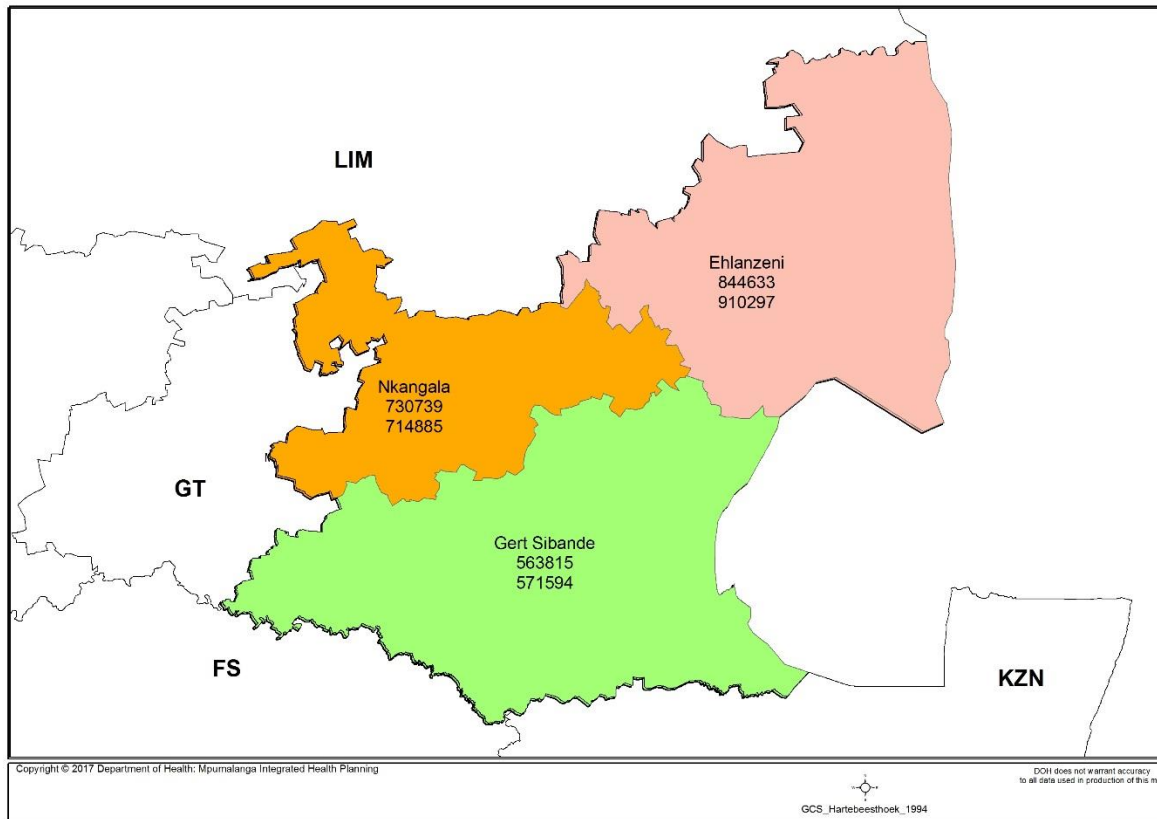 LIM
Ehlanzeni
844633
910297
Nkangala
730739
714885
GT
Gert Sibande
563815
571594
FS
KZN
Copyright © 2017 Department of Health: Mpumalanga Integrated Health Planning
DOH does not warrant accuracy
to all data used in production of this m
GCS_Hartebeesthoek_1994